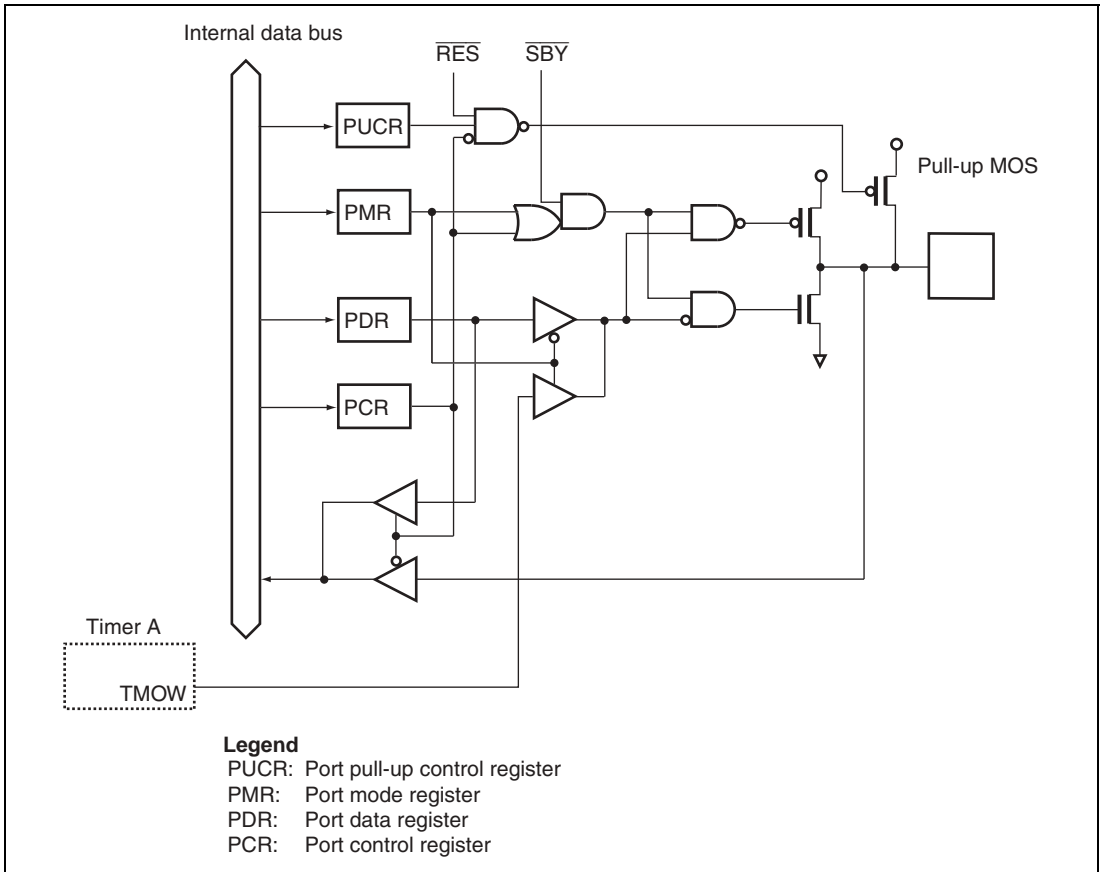 Internal data bus
RES
SBY
PUCR
Pull-up MOS
PMR
PDR
PCR
Timer A
TMOW
Legend
PUCR: Port pull-up control register
PMR: Port mode register
PDR: Port data register
PCR: Port control register